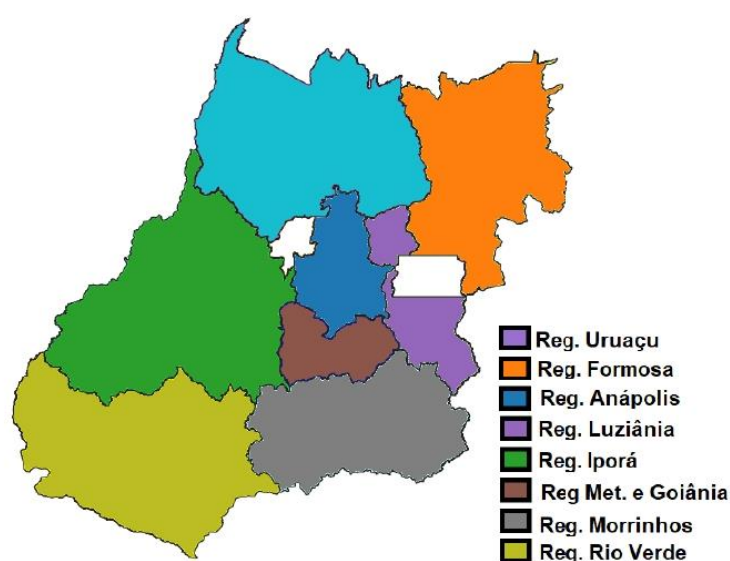 Reg. Uruaçu
Reg. Formosa
Reg. Anápolis
Reg. Luziânia
Reg. Iporá
Reg Met. e Goiânia
Reg. Morrinhos
Reg. Rio Verde